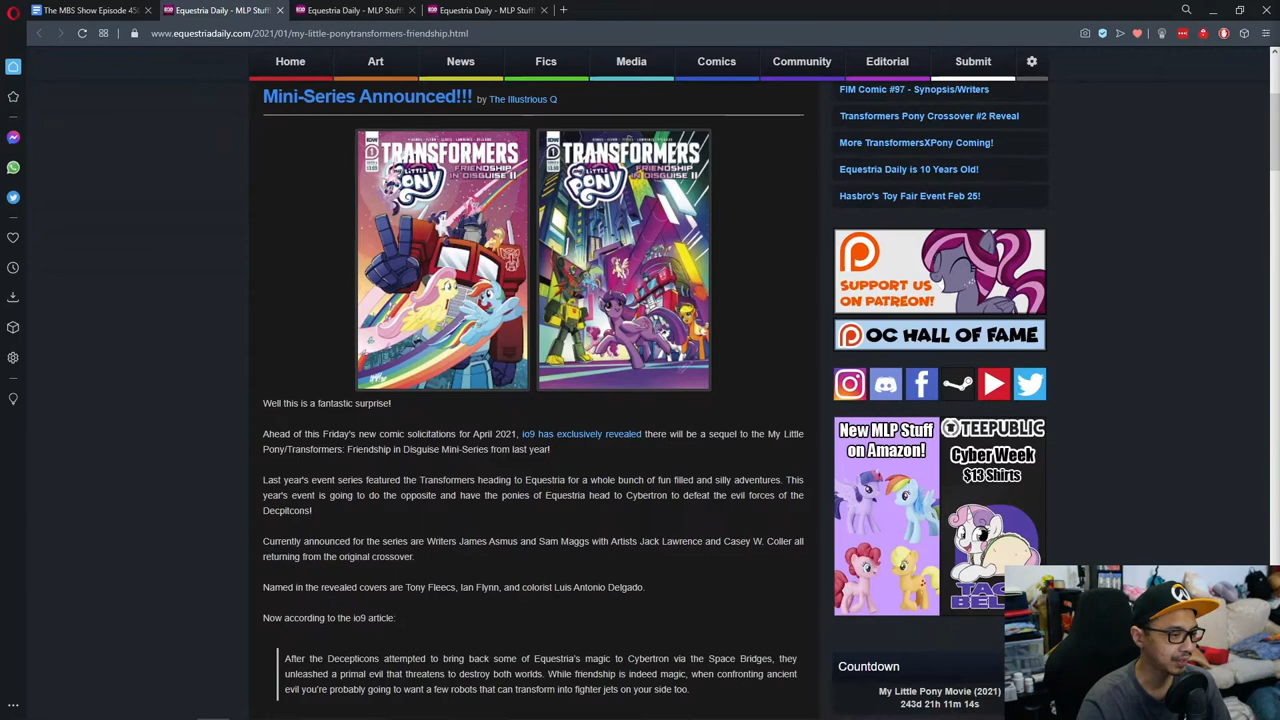 The MBS Show Episode 450
Equestria Daily - MLP Stuff!
Equestria Daily - MLP Stuff!
Equestria Daily - MLP Stuff!
www.equestriadaily.com/2021/01/my-little-ponytransformers-friendship.html
Home Art News Fics Media Comics Community Editorial Submit
Mini-Series Announced!!! by The Illustrious Q
IDW
TRANSFORMERS
MY LITTLE PONY
FRIENDSHIP IN DISGUISE II
IDW
TRANSFORMERS
MY LITTLE PONY
FRIENDSHIP IN DISGUISE II
Well this is a fantastic surprise!
Ahead of this Friday's new comic solicitations for April 2021, io9 has exclusively revealed there will be a sequel to the My Little
Pony/Transformers: Friendship in Disguise Mini-Series from last year!
Last year's event series featured the Transformers heading to Equestria for a whole bunch of fun filled and silly adventures. This
year's event is going to do the opposite and have the ponies of Equestria head to Cybertron to defeat the evil forces of the
Decpitcons!
Currently announced for the series are Writers James Asmus and Sam Maggs with Artists Jack Lawrence and Casey W. Coller all
returning from the original crossover.
Named in the revealed covers are Tony Fleecs, Ian Flynn, and colorist Luis Antonio Delgado.
Now according to the io9 article:
After the Decepticons attempted to bring back some of Equestria's magic to Cybertron via the Space Bridges, they
unleashed a primal evil that threatens to destroy both worlds. While friendship is indeed magic, when confronting ancient
evil you're probably going to want a few robots that can transform into fighter jets on your side too.
FIM Comic #97 - Synopsis/Writers
Transformers Pony Crossover #2 Reveal
More TransformersXPony Coming!
Equestria Daily is 10 Years Old!
Hasbro's Toy Fair Event Feb 25!
SUPPORT US
ON PATREON!
OC HALL OF FAME
New MLP Stuff
on Amazon!
TEEPUBLIC
Cyber Week
$13 Shirts
TACO
BELLE
Countdown
My Little Pony Movie (2021)
243d 21h 11m 14s